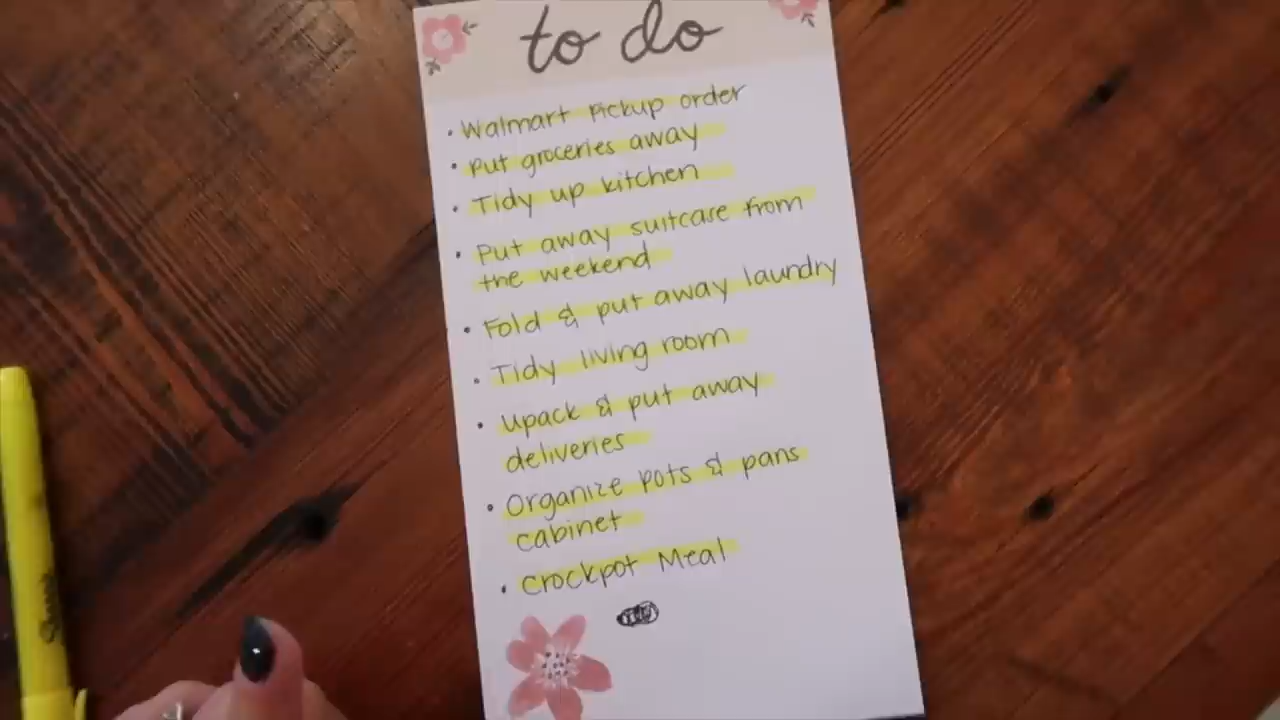 to do
• Walmart Pickup order
• Put groceries away
• Tidy up kitchen
• Put away suitcase from
the weekend
• Fold & put away laundry
• Tidy living room
• Upack & put away
deliveries
• Organize pots & pans
cabinet
• Crockpot Meal
Sharpie